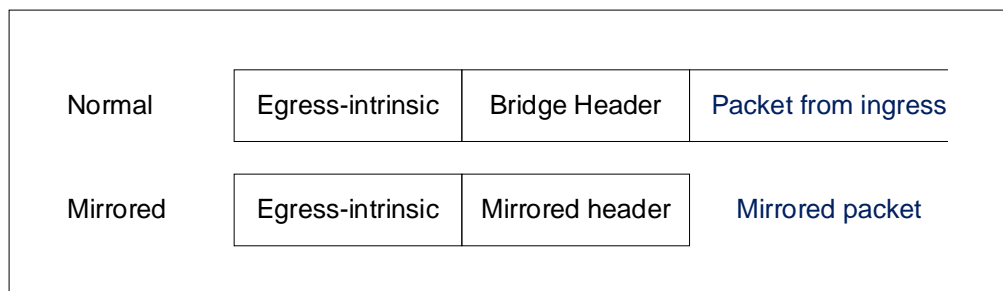 Normal Egress-intrinsic Bridge Header Packet from ingress
Mirrored Egress-intrinsic Mirrored header Mirrored packet